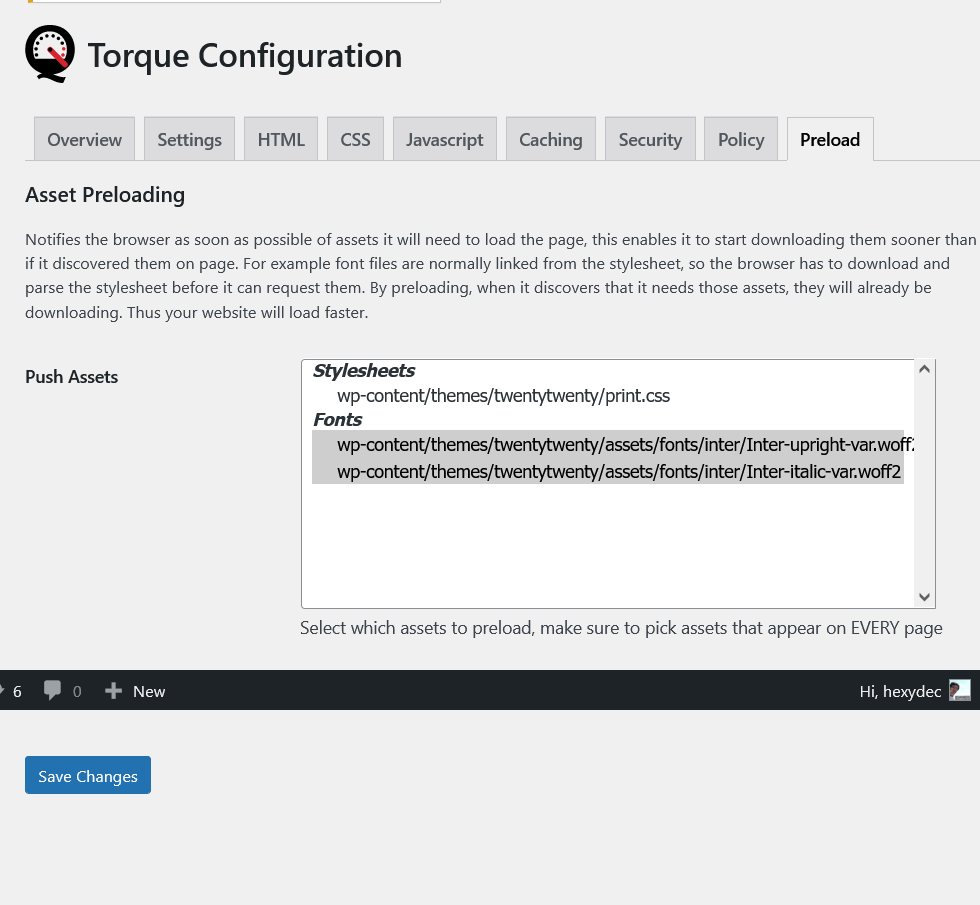 Torque Configuration
Overview Settings HTML CSS Javascript Caching Security Policy Preload
Asset Preloading
Notifies the browser as soon as possible of assets it will need to load the page, this enables it to start downloading them sooner than
if it discovered them on page. For example font files are normally linked from the stylesheet, so the browser has to download and
parse the stylesheet before it can request them. By preloading, when it discovers that it needs those assets, they will already be
downloading. Thus your website will load faster.
Push Assets
Stylesheets
wp-content/themes/twentytwenty/print.css
Fonts
wp-content/themes/twentytwenty/assets/fonts/inter/Inter-upright-var.woff2
wp-content/themes/twentytwenty/assets/fonts/inter/Inter-italic-var.woff2
Select which assets to preload, make sure to pick assets that appear on EVERY page
6 0 New Hi, hexydec
Save Changes